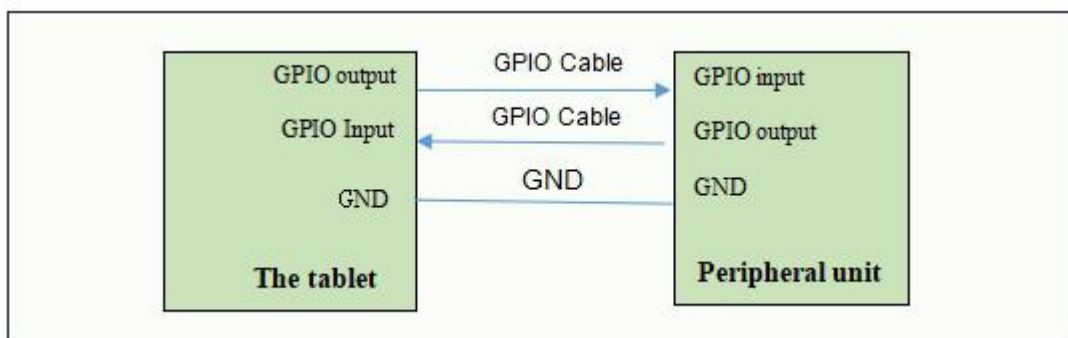 GPIO output
GPIO Input
GND
The tablet
GPIO Cable
GPIO Cable
GND
GPIO input
GPIO output
GND
Peripheral unit